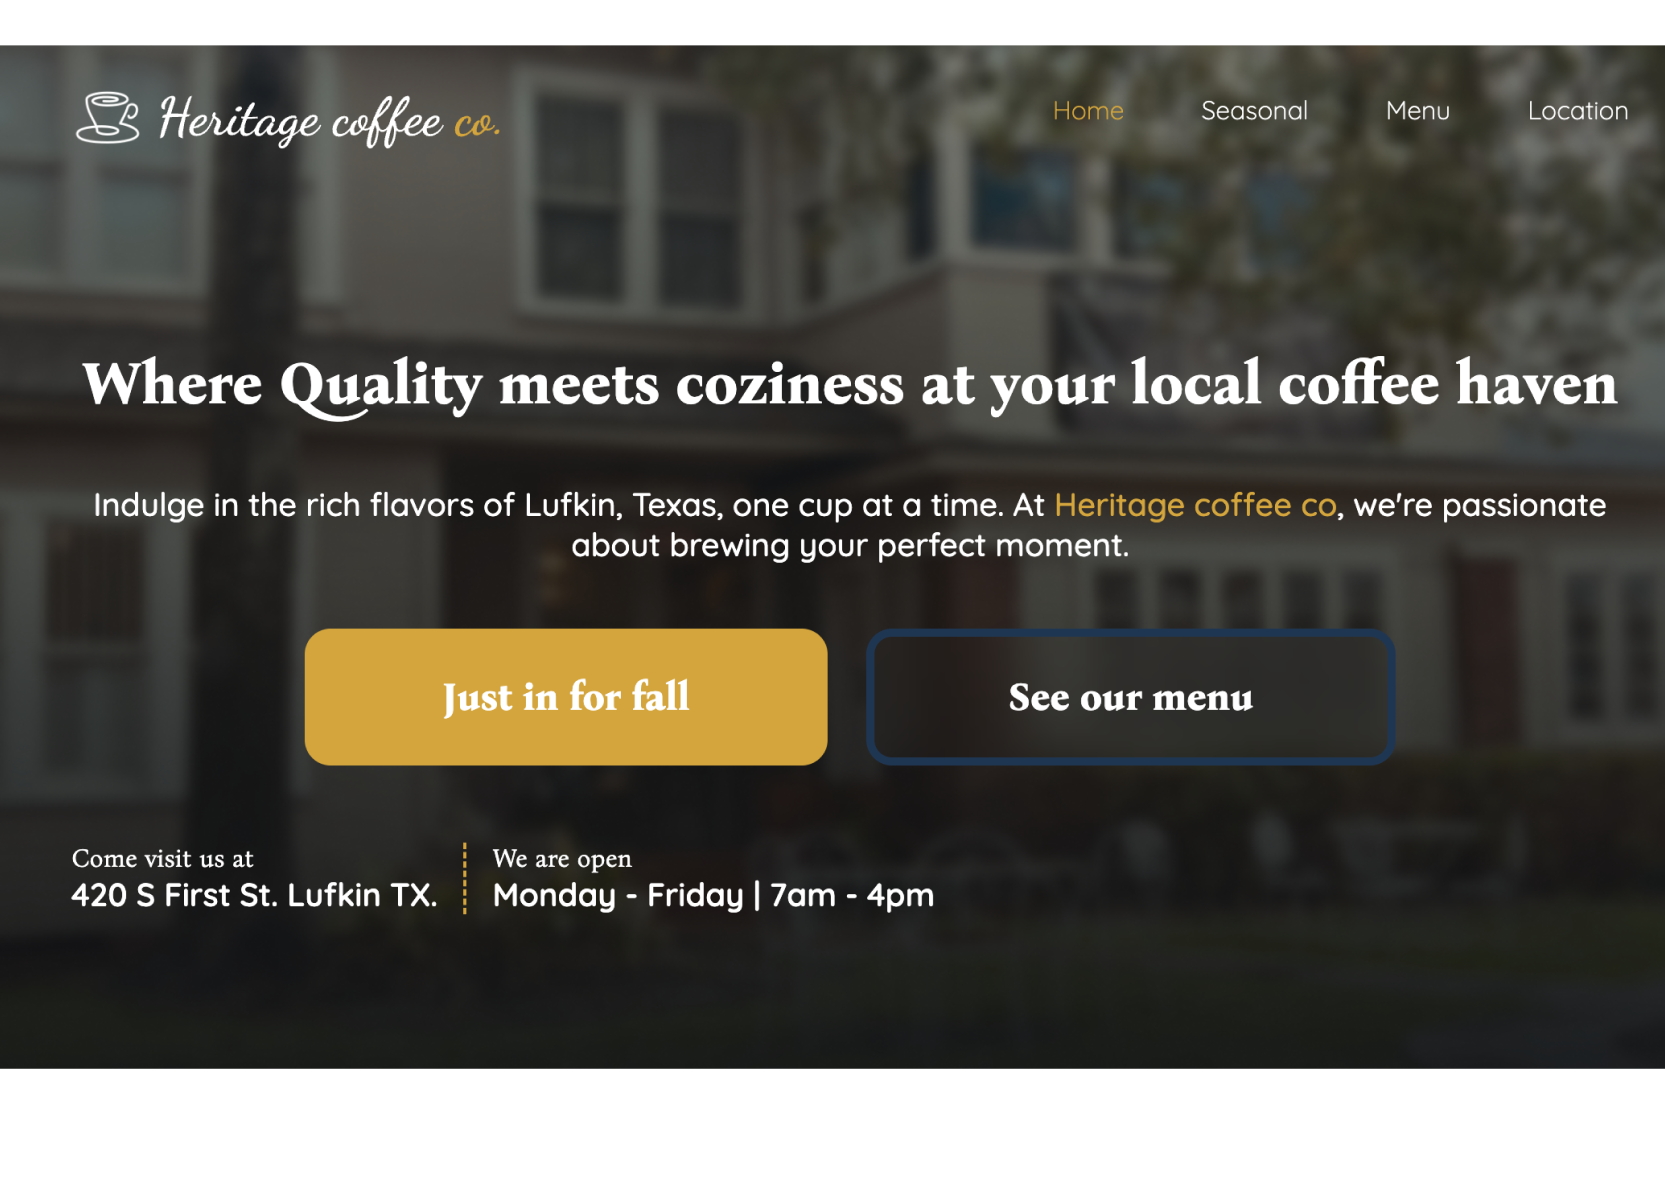 Heritage coffee co.
Home
Seasonal
Menu
Location
Where Quality meets coziness at your local coffee haven
Indulge in the rich flavors of Lufkin, Texas, one cup at a time. At Heritage coffee co, we're passionate
about brewing your perfect moment.
Just in for fall
See our menu
Come visit us at
420 S First St. Lufkin TX.
We are open
Monday - Friday | 7am - 4pm